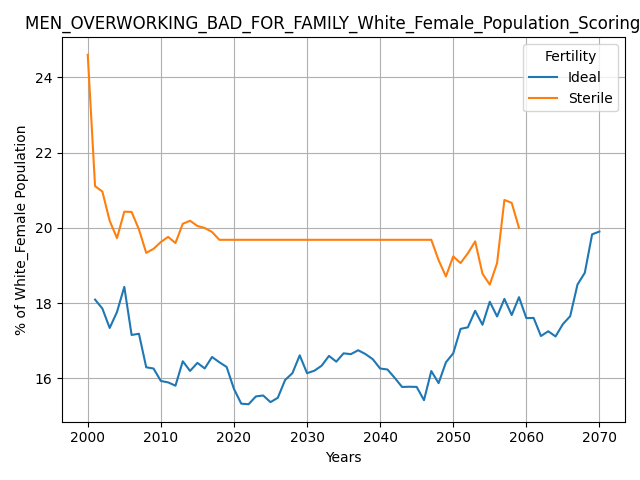 MEN_OVERWORKING_BAD_FOR_FAMILY_White_Female_Population_Scoring
Fertility
Ideal
Sterile
% of White_Female Population
24
22
20
18
16
2000 2010 2020 2030 2040 2050 2060 2070
Years